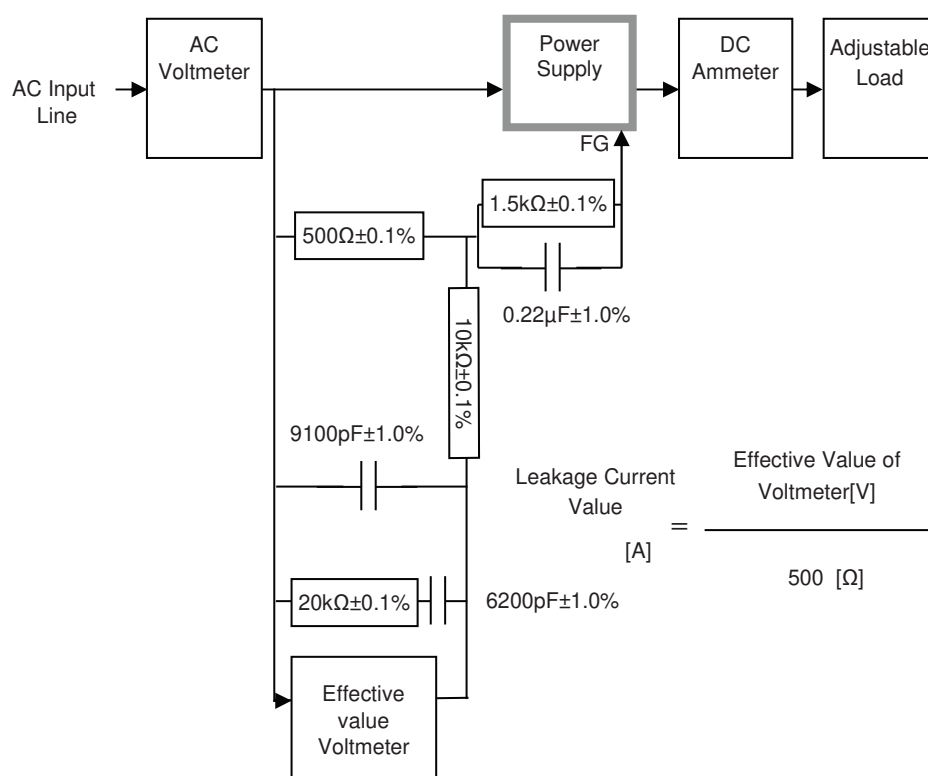 AC
Voltmeter
Power
Supply
DC
Ammeter
Adjustable
Load
AC Input
Line
FG
1.5kΩ±0.1%
500Ω±0.1%
0.22μF±1.0%
10kΩ±0.1%
9100pF±1.0%
Leakage Current
Value
[A]
=
Effective Value of
Voltmeter[V]
500 [Ω]
20kΩ±0.1%
6200pF±1.0%
Effective
value
Voltmeter